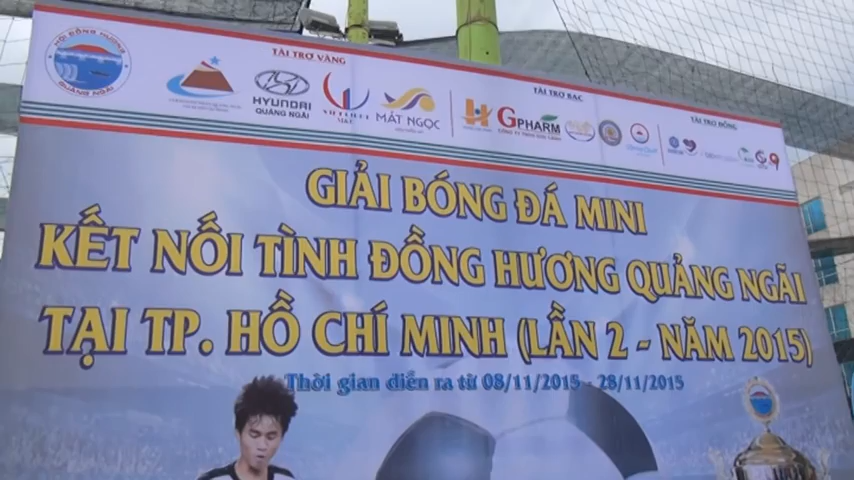 HỘI ĐỒNG HƯƠNG
QUẢNG NGÃI
TÀI TRỢ VÀNG
TÀI TRỢ BẠC
TÀI TRỢ ĐỒNG
HYUNDAI
QUẢNG NGÃI
MẮT NGỌC
GPHARM
GIẢI BÓNG ĐÁ MINI
KẾT NỐI TÌNH ĐỒNG HƯƠNG QUẢNG NGÃI
TẠI TP. HỒ CHÍ MINH (LẦN 2 - NĂM 2015)
Thời gian diễn ra từ 08/11/2015 - 28/11/2015